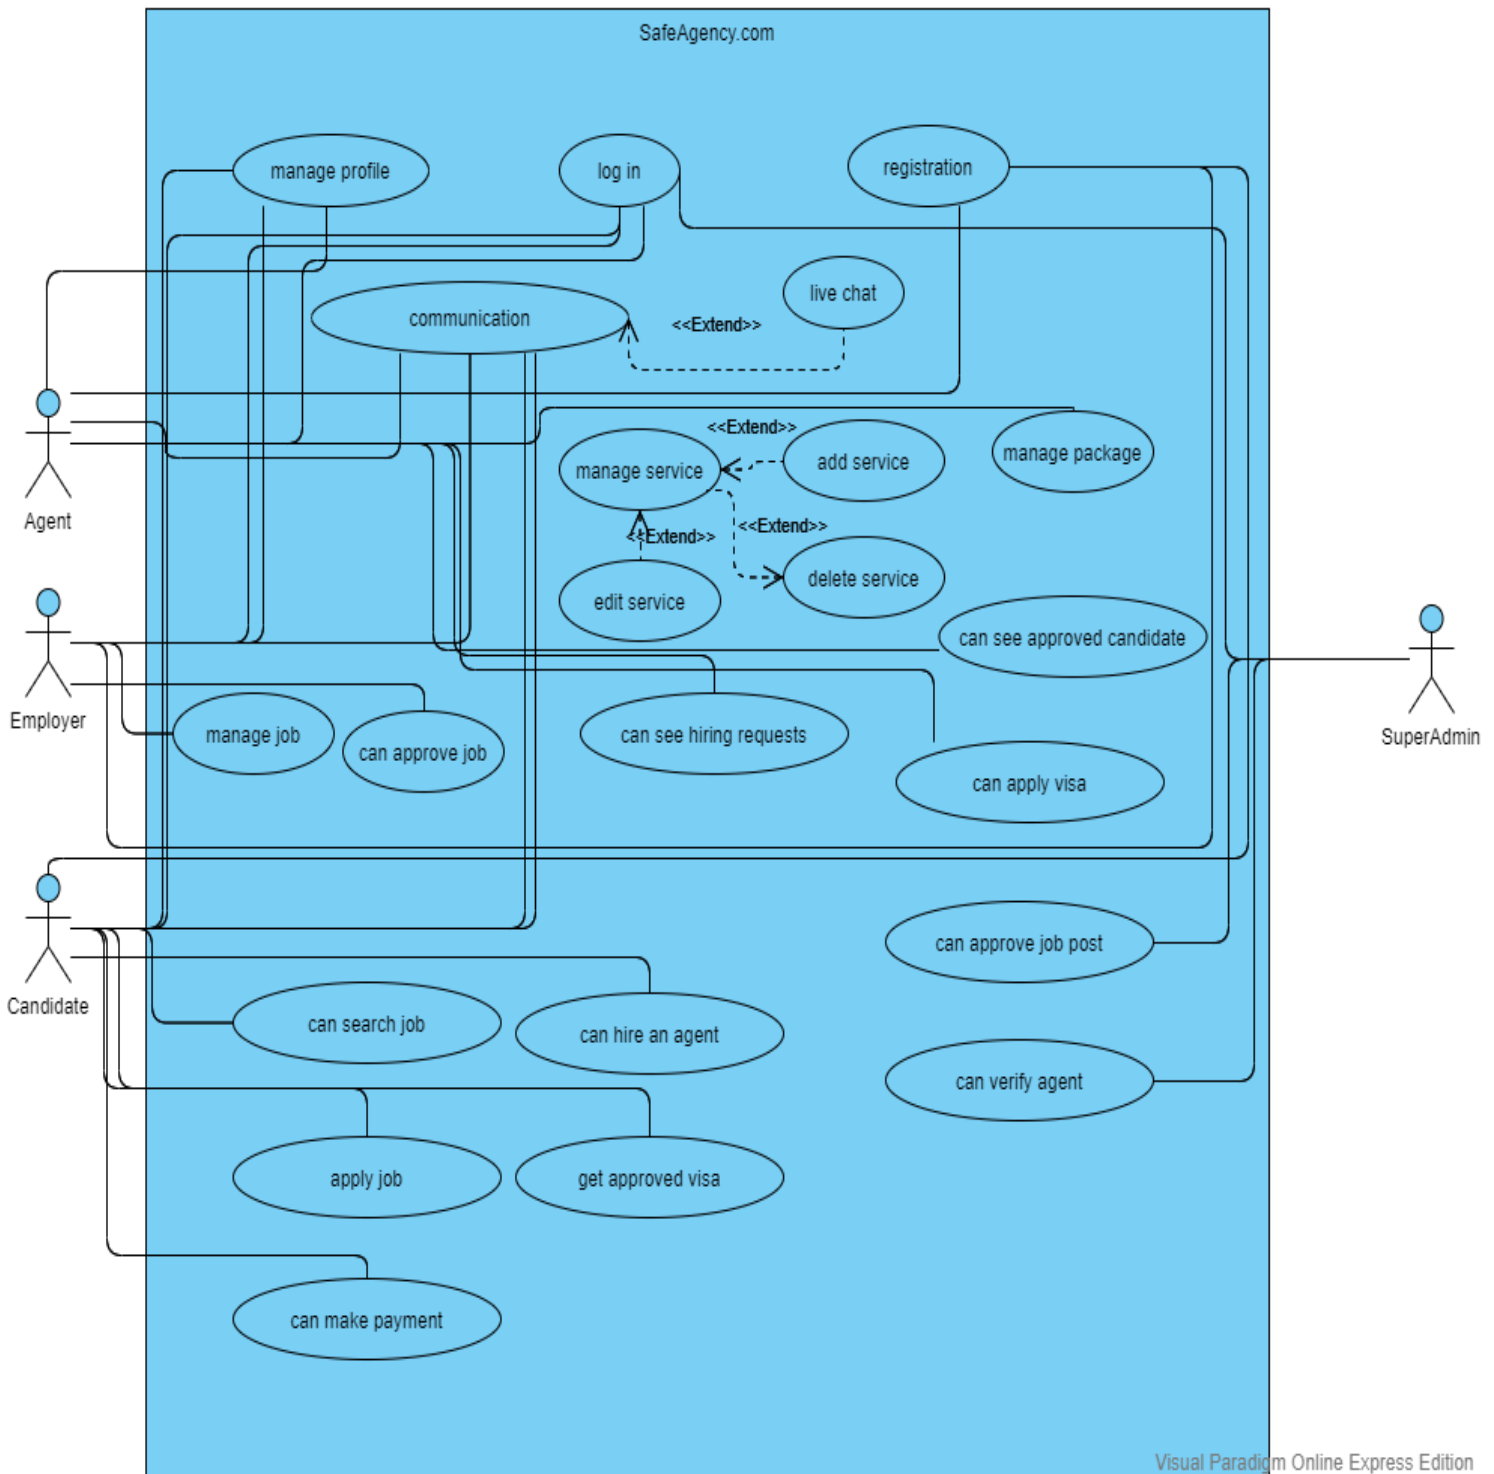 SafeAgency.com
manage profile
log in
registration
live chat
communication
<<Extend>>
<<Extend>>
manage service
add service
manage package
Agent
<<Extend>>
<<Extend>>
delete service
edit service
can see approved candidate
Employer
manage job
can approve job
can see hiring requests
SuperAdmin
can apply visa
can approve job post
Candidate
can search job
can hire an agent
can verify agent
apply job
get approved visa
can make payment
Visual Paradigm Online Express Edition